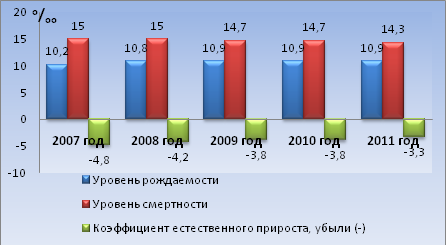 20 °/оо
15
10
5
0
-5
-10
10,2 15 10,8 15 10,9 14,7 10,9 14,7 10,9 14,3
2007 год 2008 год 2009 год 2010 год 2011 год
-4,8 -4,2 -3,8 -3,8 -3,3
Уровень рождаемости
Уровень смертности
Коэффициент естественного прироста, убыли (-)